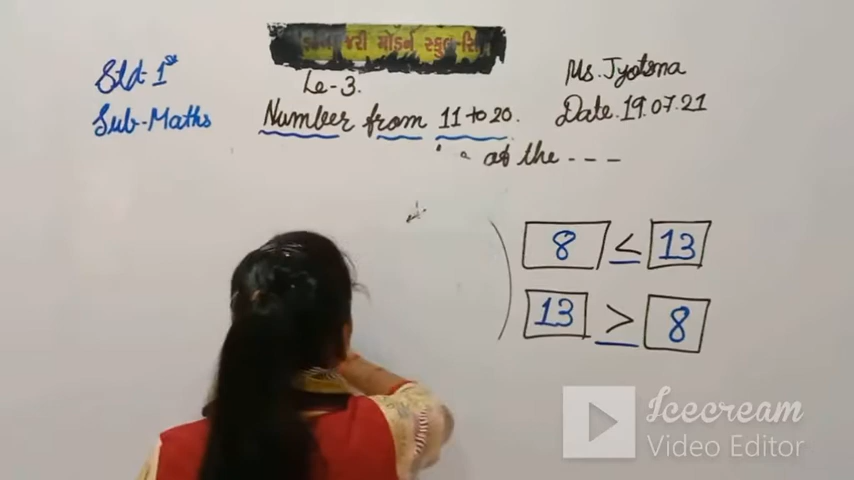 મોડર્ન સ્કુલ
Std-1st
Le-3.
Ms. Jyotsna
Sub-Maths
Number from 11 to 20.
Date. 19.07.21
at the ---
8 < 13
13 > 8
Icecream
Video Editor